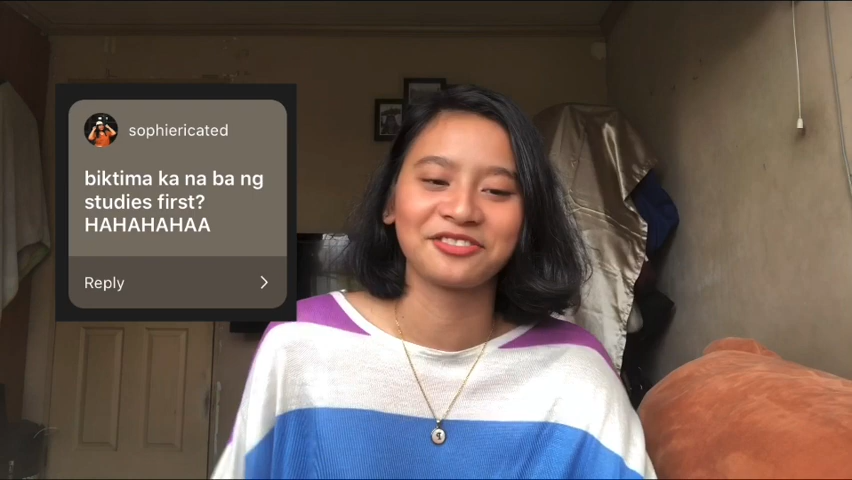 sophiericated
biktima ka na ba ng
studies first?
HAHAHAHAA
Reply